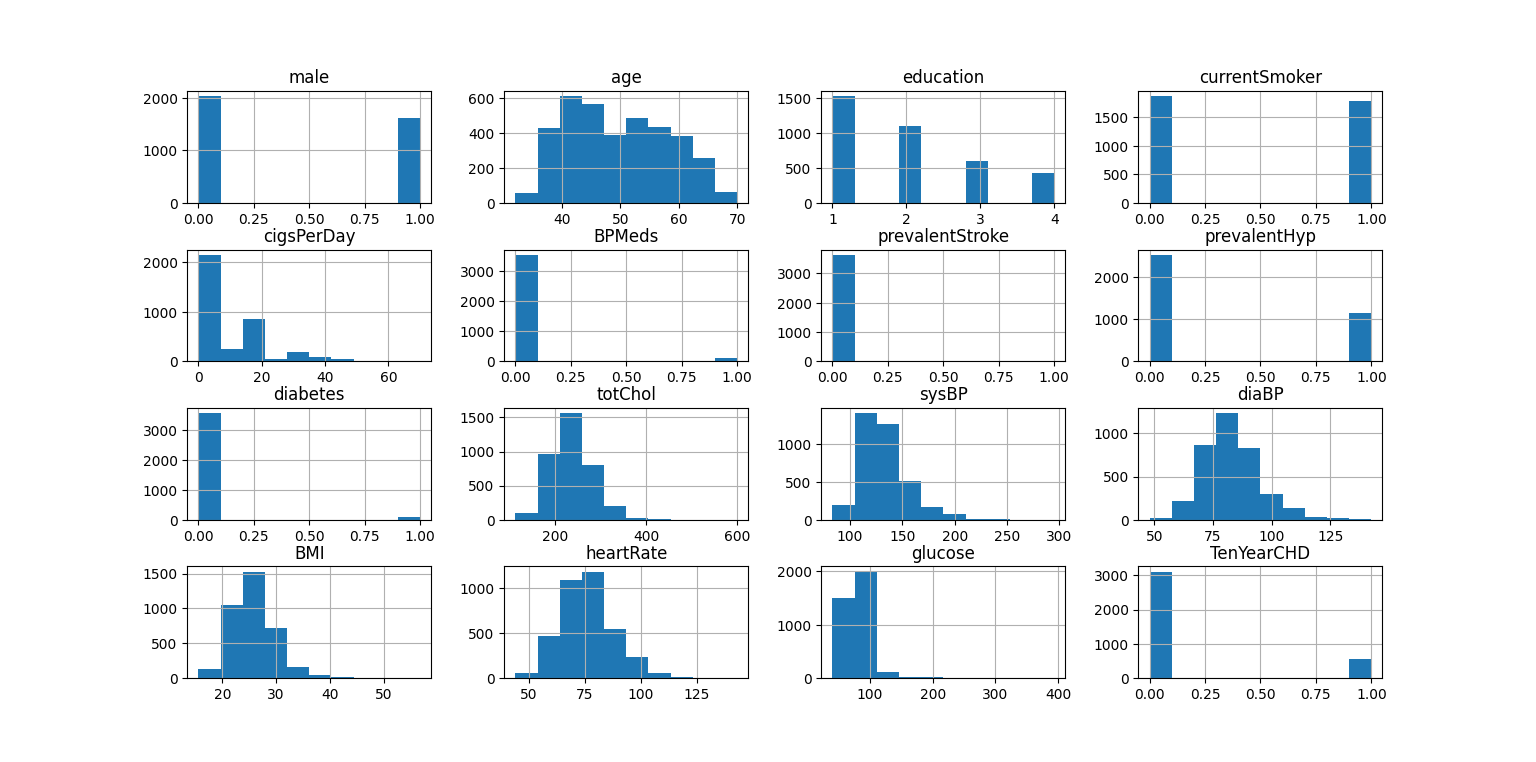 male age education currentSmoker
2000 600 1500 1500
400 1000 1000
1000 200 500 500
0 0 0 0
0.00 0.25 0.50 0.75 1.00 40 50 60 70 1 2 3 4 0.00 0.25 0.50 0.75 1.00
cigsPerDay BPMeds prevalentStroke prevalentHyp
2000 3000 3000 2000
2000 2000
1000 1000 1000 1000
0 0 0 0
0 20 40 60 0.00 0.25 0.50 0.75 1.00 0.00 0.25 0.50 0.75 1.00 0.00 0.25 0.50 0.75 1.00
diabetes totChol sysBP diaBP
3000 1500 1000 1000
2000 1000
1000 500 500 500
0 0 0 0
0.00 0.25 0.50 0.75 1.00 200 400 600 100 150 200 250 300 50 75 100 125
BMI heartRate glucose TenYearCHD
1500 1000 2000 3000
1000 2000
500 500 1000 1000
0 0 0 0
20 30 40 50 50 75 100 125 100 200 300 400 0.00 0.25 0.50 0.75 1.00